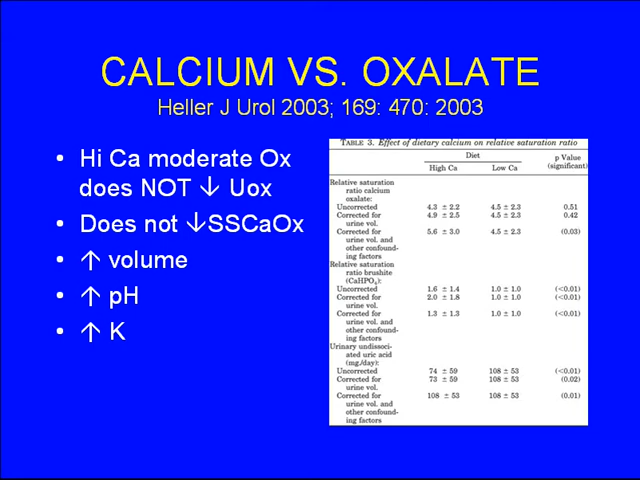 CALCIUM VS. OXALATE
Heller J Urol 2003; 169: 470: 2003
• Hi Ca moderate Ox
does NOT ↓ Uox
• Does not ↓SSCaOx
• ↑ volume
• ↑ pH
• ↑ K
TABLE 3. Effect of dietary calcium on relative saturation ratio
Diet
p Value
(significant)
High Ca Low Ca
Relative saturation
ratio calcium
oxalate:
Uncorrected 4.3 ± 2.2 4.5 ± 2.3 0.51
Corrected for 4.9 ± 2.5 4.5 ± 2.3 0.42
urine vol.
Corrected for 5.6 ± 3.0 4.5 ± 2.3 (0.03)
urine vol. and
other confound-
ing factors
Relative saturation
ratio brushite
(CaHPO₄):
Uncorrected 1.6 ± 1.4 1.0 ± 1.0 (<0.01)
Corrected for 2.0 ± 1.8 1.0 ± 1.0 (<0.01)
urine vol.
Corrected for 1.3 ± 1.3 1.0 ± 1.0 (<0.01)
urine vol. and
other confound-
ing factors
Urinary undissoci-
ated uric acid
(mg./day):
Uncorrected 74 ± 59 108 ± 53 (<0.01)
Corrected for 73 ± 59 108 ± 53 (0.02)
urine vol.
Corrected for 108 ± 53 108 ± 53 (0.01)
urine vol. and
other confound-
ing factors